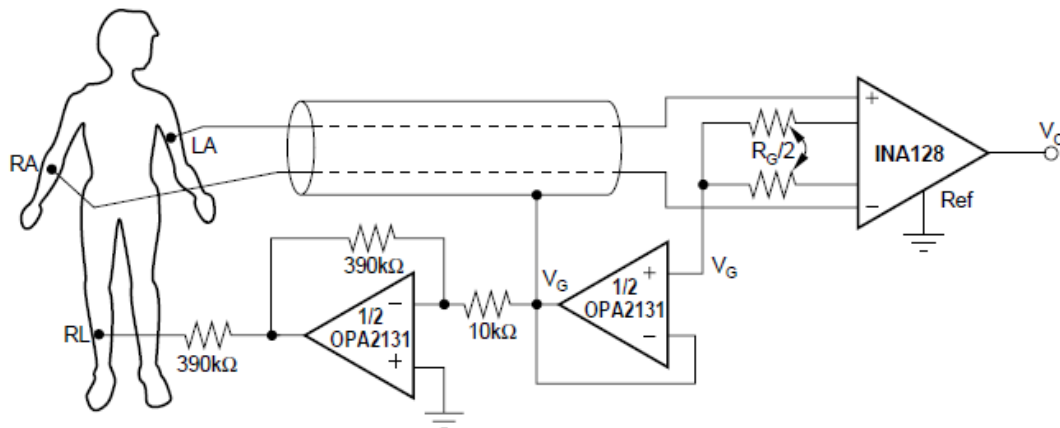 RA
LA
RL
390kΩ
390kΩ
1/2
OPA2131
−
+
10kΩ
V_G
1/2
OPA2131
+
−
V_G
R_G/2
+
INA128
−
Ref
V_O